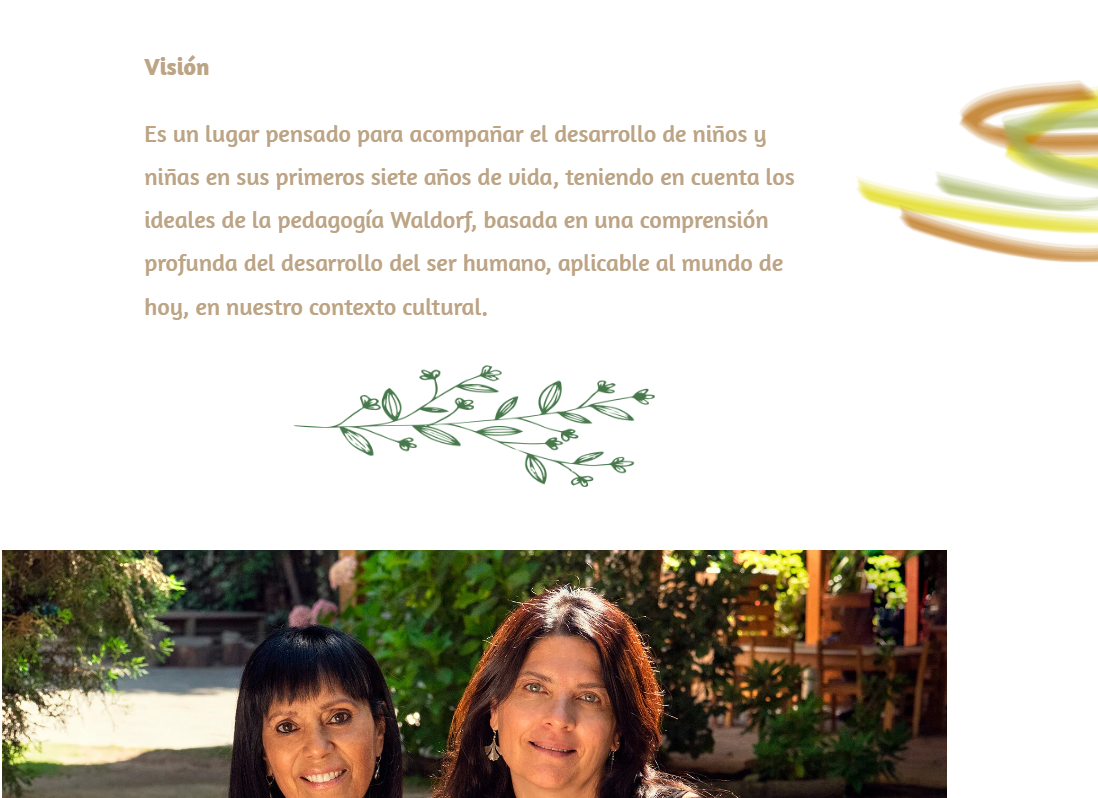 Visión
Es un lugar pensado para acompañar el desarrollo de niños y
niñas en sus primeros siete años de vida, teniendo en cuenta los
ideales de la pedagogía Waldorf, basada en una comprensión
profunda del desarrollo del ser humano, aplicable al mundo de
hoy, en nuestro contexto cultural.